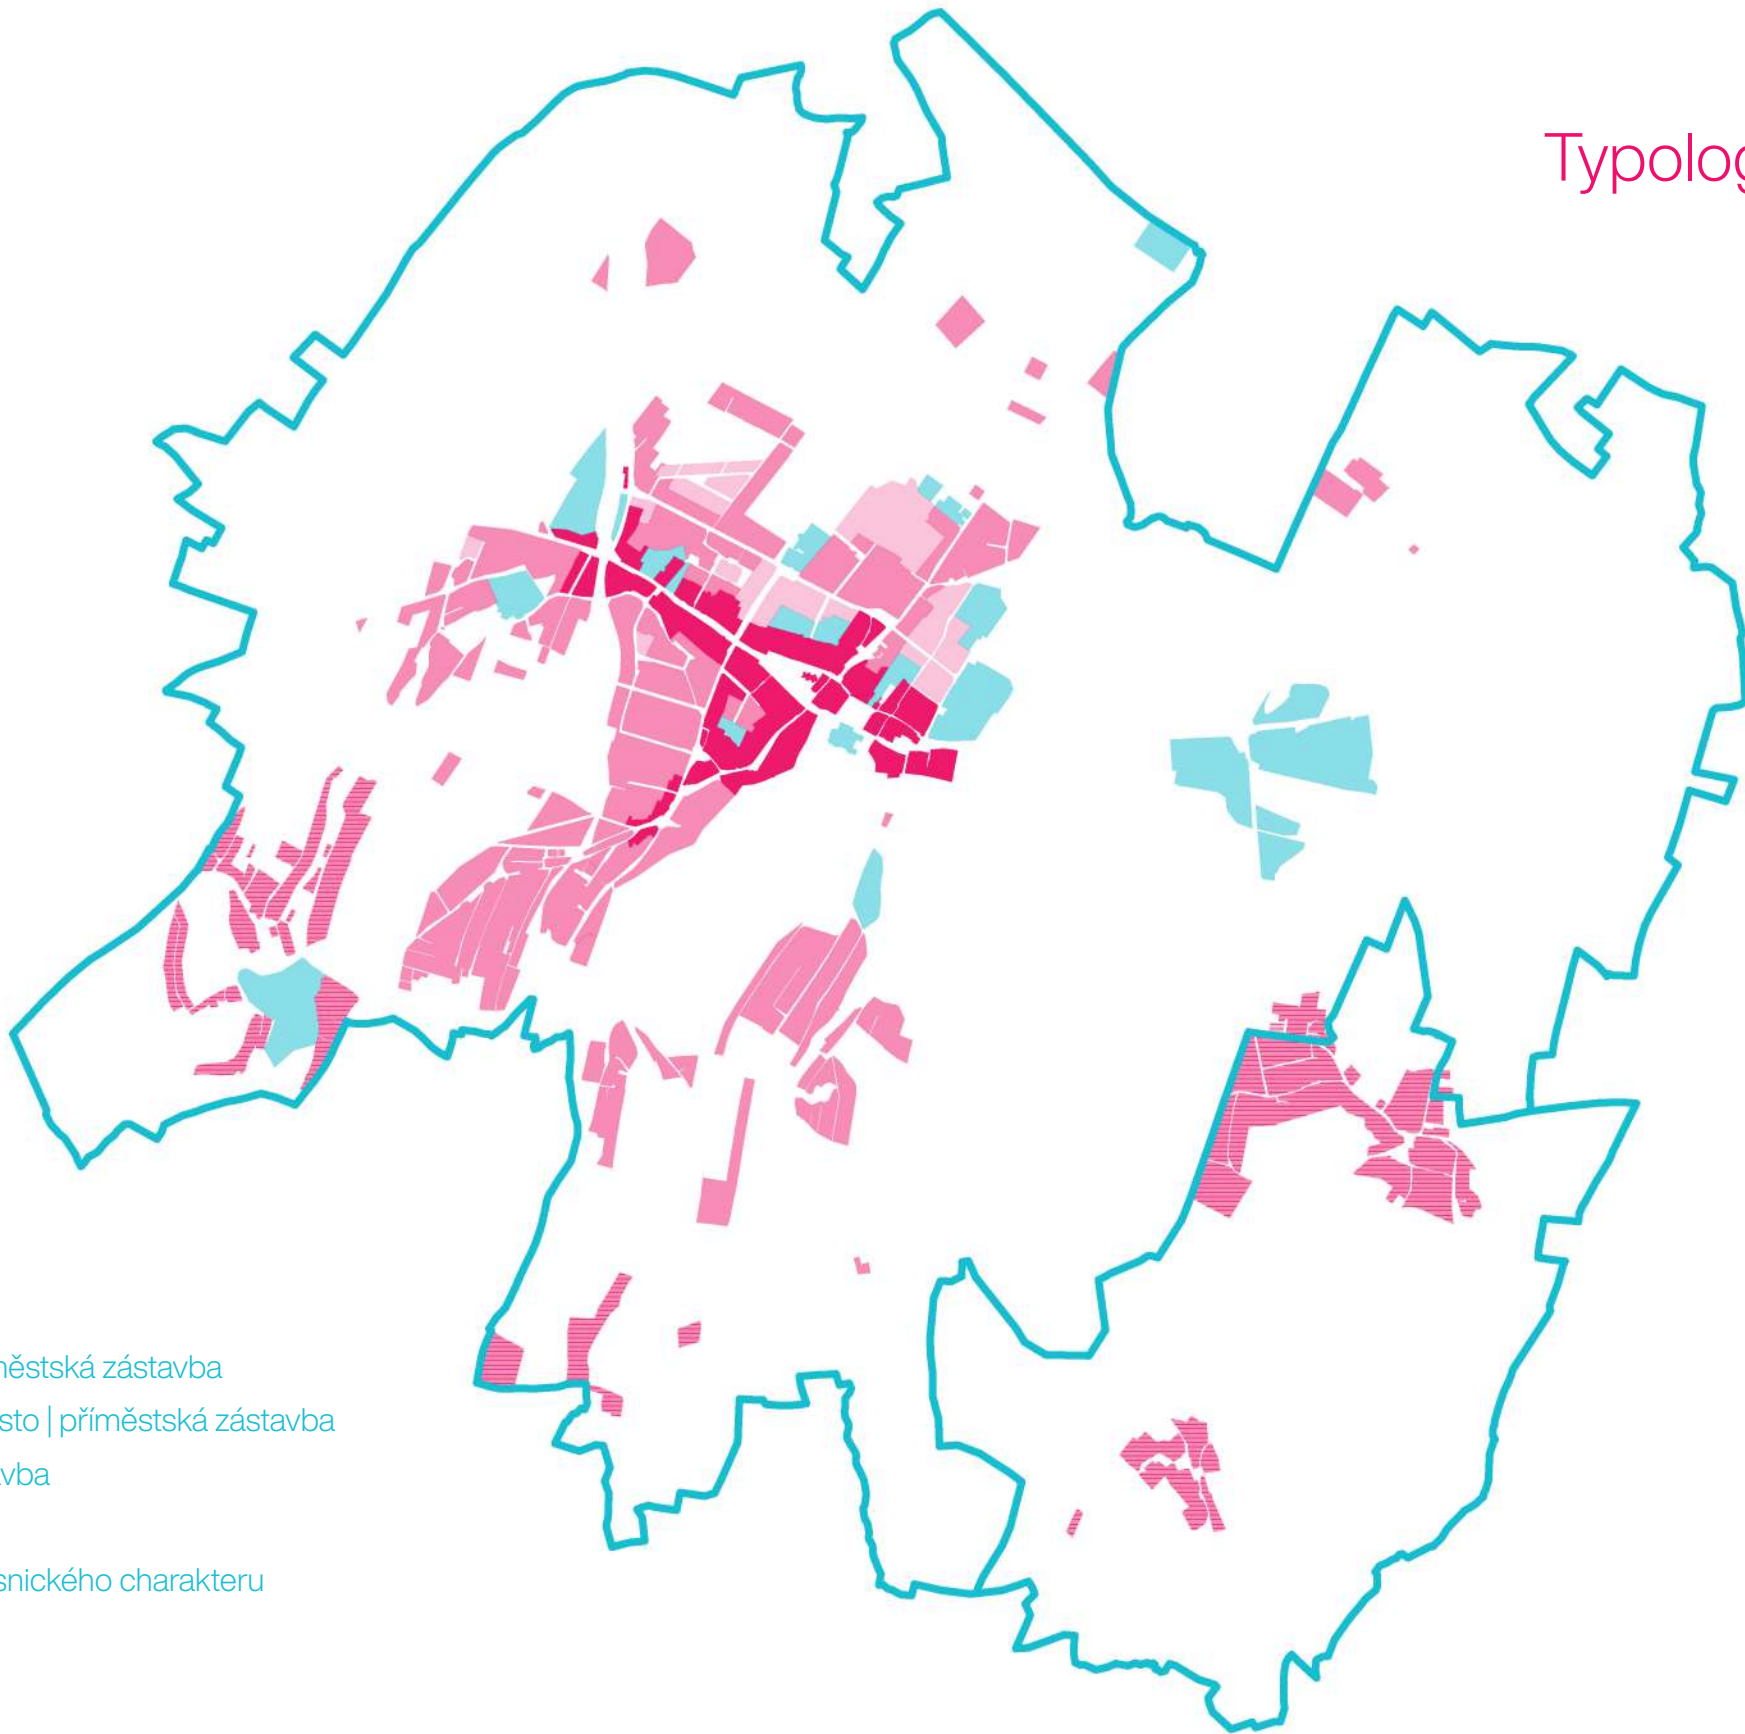 Typolog
městská zástavba
sto | příměstská zástavba
vba
snického charakteru